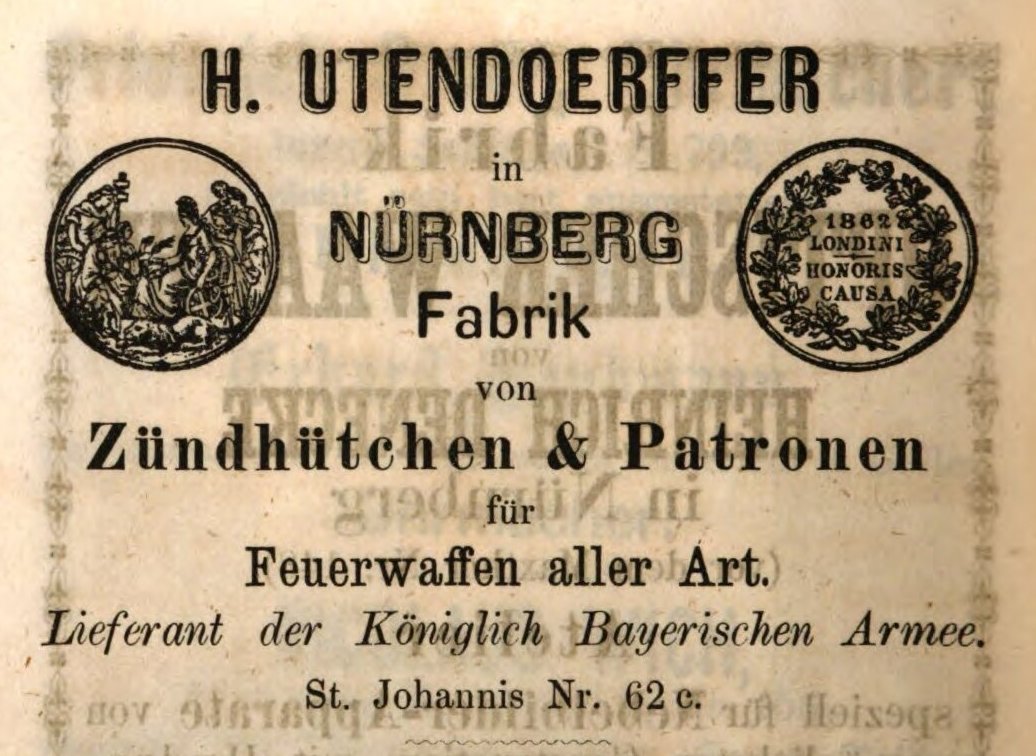 H. UTENDOERFFER
in
NÜRNBERG
1862
LONDINI
HONORIS
CAUSA
Fabrik
von
Zündhütchen & Patronen
für
Feuerwaffen aller Art.
Lieferant der Königlich Bayerischen Armee.
St. Johannis Nr. 62 c.